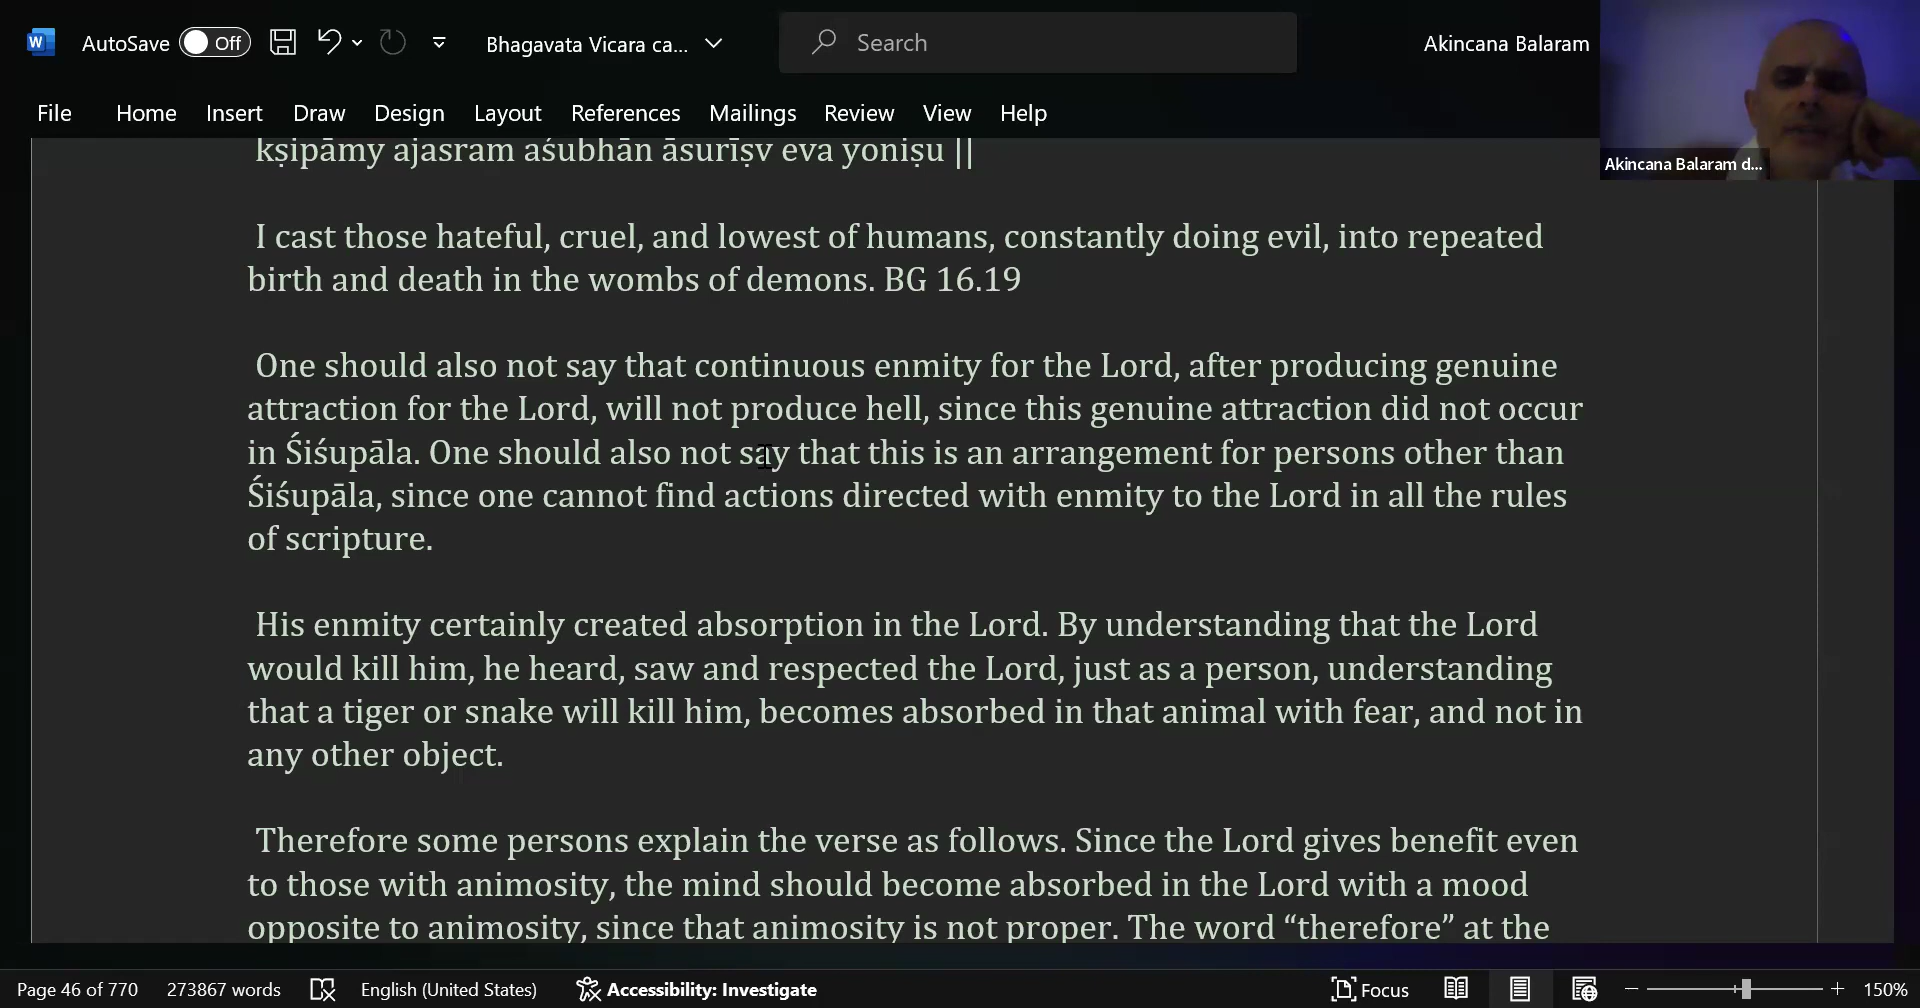 W AutoSave Off Bhagavata Vicara ca... Search Akincana Balaram
File Home Insert Draw Design Layout References Mailings Review View Help
Akincana Balaram d...
kṣipāmy ajasram aśubhān āsurīṣv eva yoniṣu ||
I cast those hateful, cruel, and lowest of humans, constantly doing evil, into repeated
birth and death in the wombs of demons. BG 16.19
One should also not say that continuous enmity for the Lord, after producing genuine
attraction for the Lord, will not produce hell, since this genuine attraction did not occur
in Śiśupāla. One should also not say that this is an arrangement for persons other than
Śiśupāla, since one cannot find actions directed with enmity to the Lord in all the rules
of scripture.
His enmity certainly created absorption in the Lord. By understanding that the Lord
would kill him, he heard, saw and respected the Lord, just as a person, understanding
that a tiger or snake will kill him, becomes absorbed in that animal with fear, and not in
any other object.
Therefore some persons explain the verse as follows. Since the Lord gives benefit even
to those with animosity, the mind should become absorbed in the Lord with a mood
opposite to animosity, since that animosity is not proper. The word “therefore” at the
Page 46 of 770 273867 words English (United States) Accessibility: Investigate Focus 150%